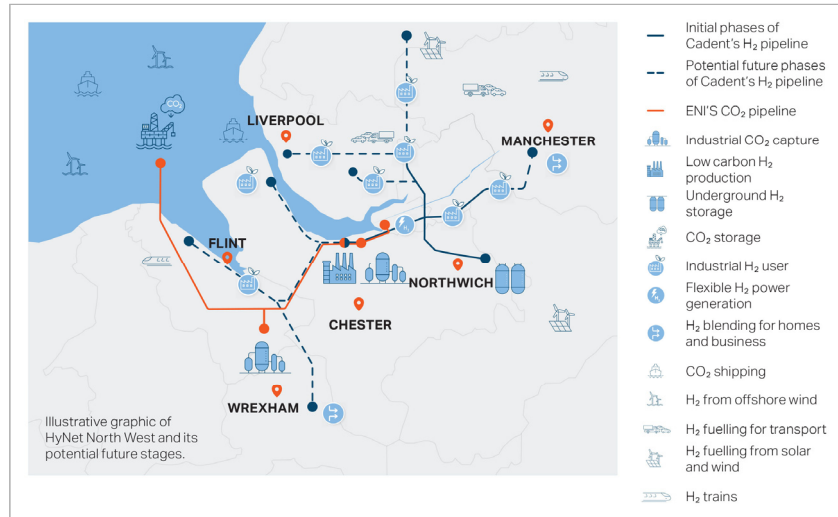 LIVERPOOL
MANCHESTER
FLINT
NORTHWICH
CHESTER
WREXHAM
CO₂
Illustrative graphic of
HyNet North West and its
potential future stages.
Initial phases of
Cadent's H₂ pipeline
Potential future phases
of Cadent's H₂ pipeline
ENI'S CO₂ pipeline
Industrial CO₂ capture
Low carbon H₂
production
Underground H₂
storage
CO₂ storage
Industrial H₂ user
Flexible H₂ power
generation
H₂ blending for homes
and business
CO₂ shipping
H₂ from offshore wind
H₂ fuelling for transport
H₂ fuelling from solar
and wind
H₂ trains